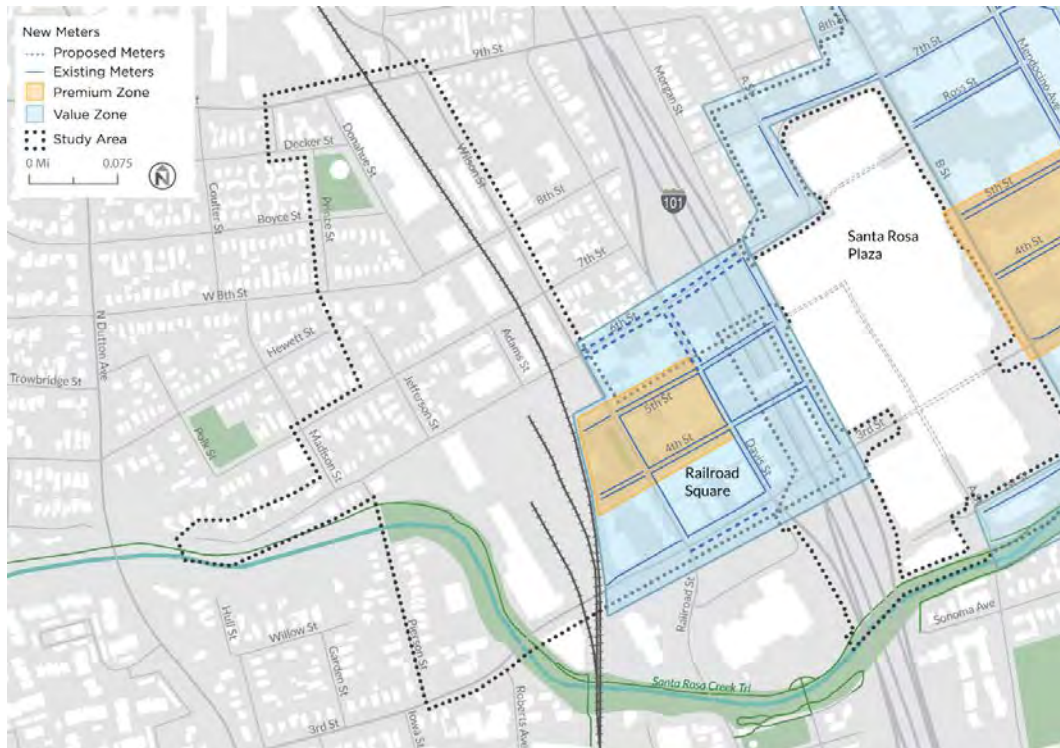 New Meters
Proposed Meters
Existing Meters
Premium Zone
Value Zone
Study Area
0 Mi 0.075
N
9th St
8th St
7th St
Ross St
Mendocino Ave
Morgan St
A St
Decker St
Donahue St
Wilson St
8th St
Coulter St
Boyce St
Prince St
7th St
101
B St
5th St
4th St
Santa Rosa
Plaza
W 8th St
N Dutton Ave
Hewett St
6th St
Adams St
Trowbridge St
Jefferson St
5th St
4th St
3rd St
Polk St
Madison St
Davis St
Railroad
Square
Railroad St
Hull St
Willow St
Pierson St
Garden St
Sonoma Ave
Santa Rosa Creek Trl
3rd St
Iowa St
Roberts Ave